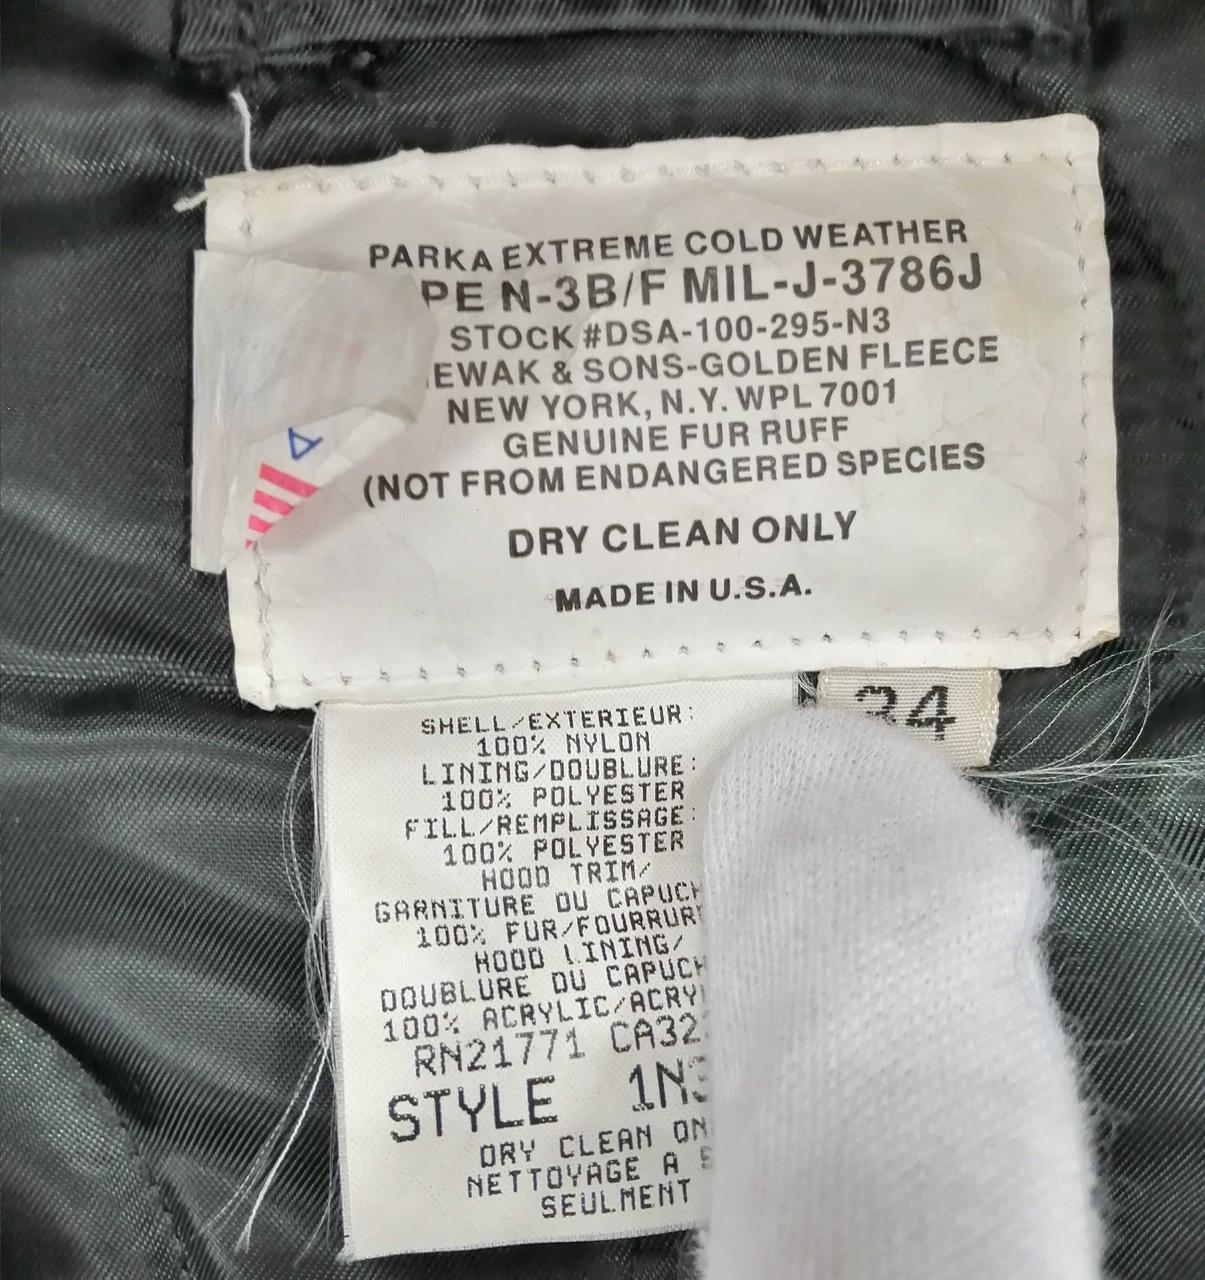 PARKA EXTREME COLD WEATHER
PE N-3B/F MIL-J-3786J
STOCK #DSA-100-295-N3
EWAK & SONS-GOLDEN FLEECE
NEW YORK, N.Y. WPL 7001
GENUINE FUR RUFF
(NOT FROM ENDANGERED SPECIES
DRY CLEAN ONLY
MADE IN U.S.A.
34
SHELL/EXTERIEUR:
100% NYLON
LINING/DOUBLURE:
100% POLYESTER
FILL/REMPLISSAGE:
100% POLYESTER
HOOD TRIM/
GARNITURE DU CAPUCH
100% FUR/FOURRUR
HOOD LINING/
DOUBLURE DU CAPUCH
100% ACRYLIC/ACRY
RN21771 CA32
STYLE 1N3
DRY CLEAN ON
NETTOYAGE A S
SEULMENT